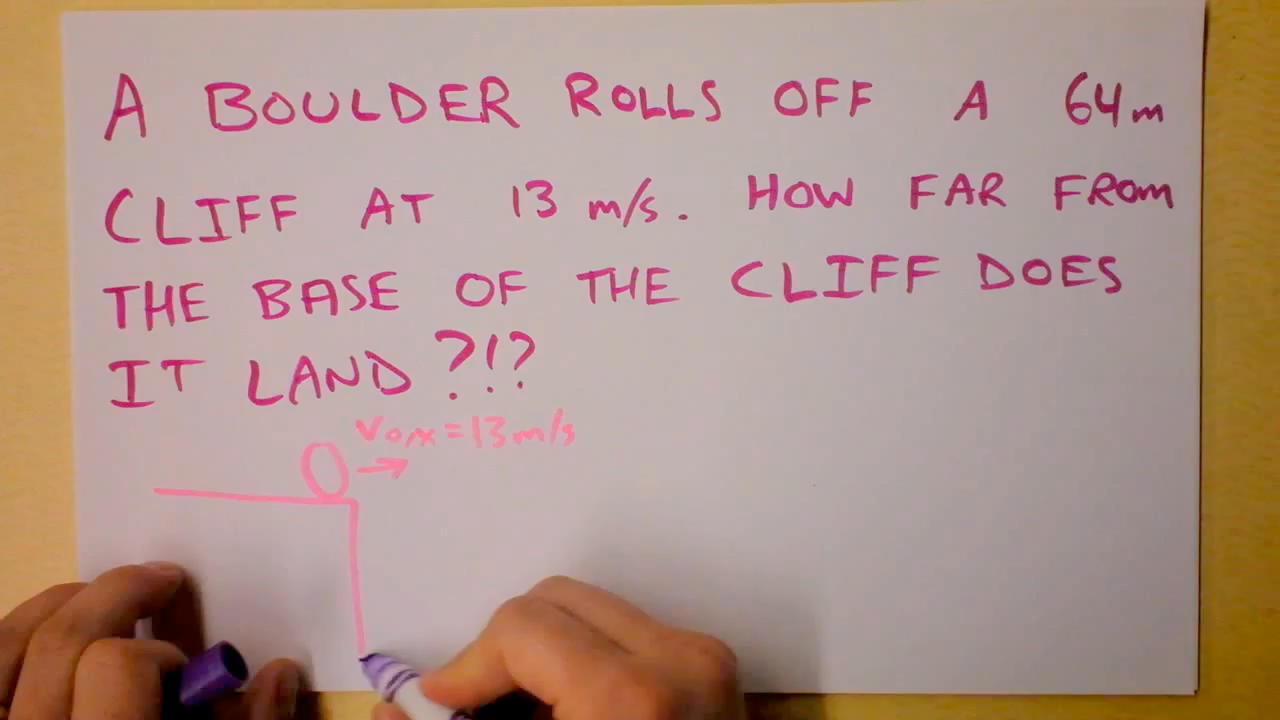 A BOULDER ROLLS OFF A 64m
CLIFF AT 13 m/s. HOW FAR FROM
THE BASE OF THE CLIFF DOES
IT LAND ?!?
v0,x = 13 m/s